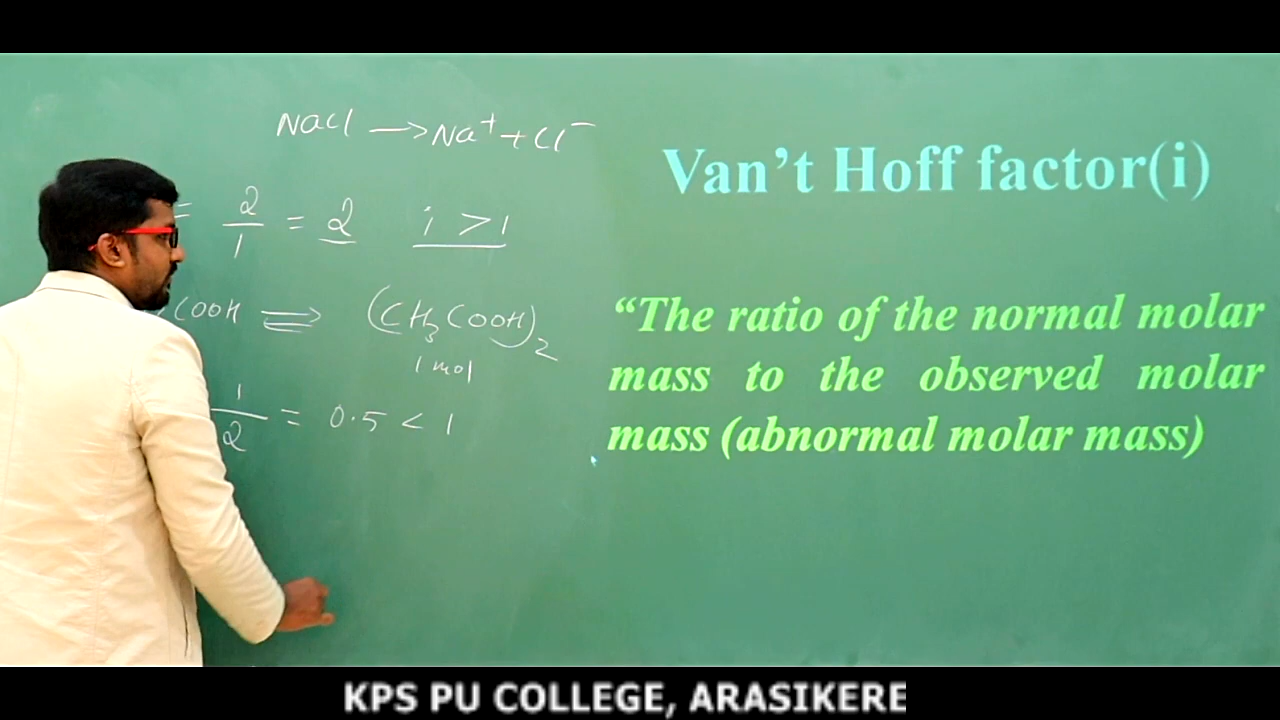 NaCl → Na⁺ + Cl⁻
= 2/1 = 2 i > 1
COOH ⇌ (CH₃COOH)₂
1 mol
1/2 = 0.5 < 1
Van’t Hoff factor(i)
“The ratio of the normal molar
mass to the observed molar
mass (abnormal molar mass)
KPS PU COLLEGE, ARASIKERE